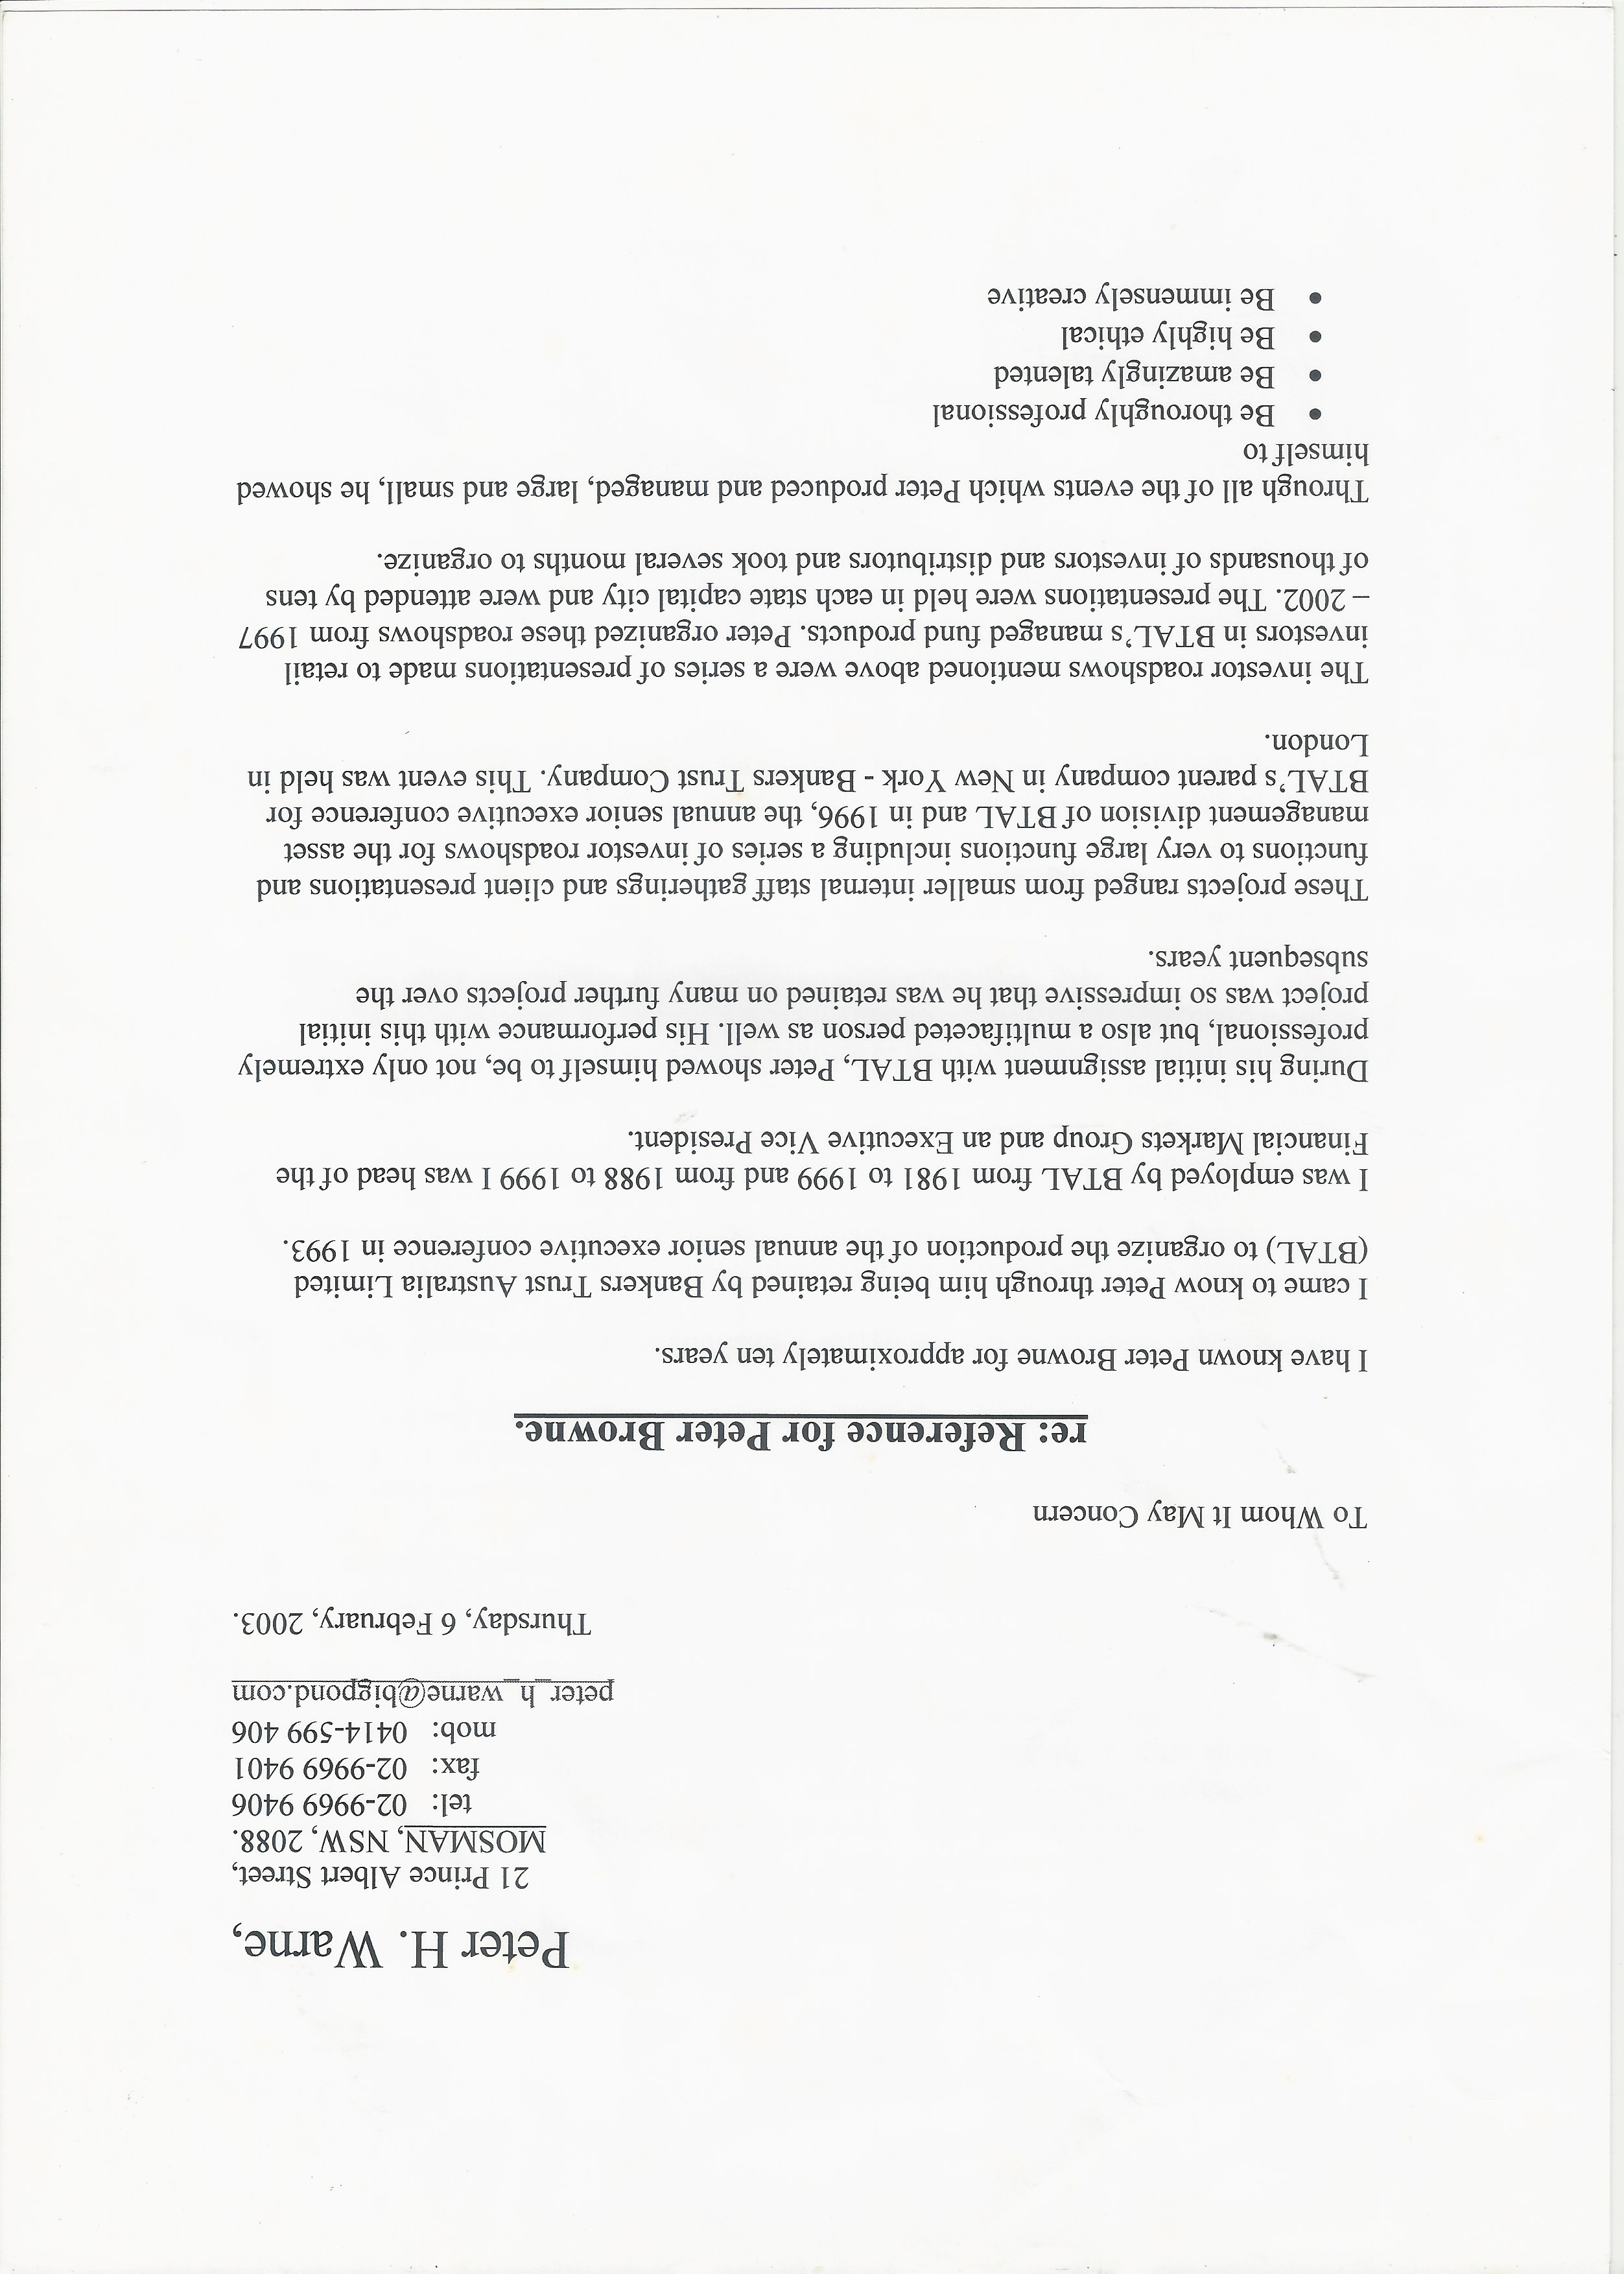 Peter H. Warne,
21 Prince Albert Street,
MOSMAN, NSW, 2088.
tel: 02-9969 9406
fax: 02-9969 9401
mob: 0414-599 406
peter_h_warne@bigpond.com
Thursday, 6 February, 2003.
To Whom It May Concern
re: Reference for Peter Browne.
I have known Peter Browne for approximately ten years.
I came to know Peter through him being retained by Bankers Trust Australia Limited
(BTAL) to organize the production of the annual senior executive conference in 1993.
I was employed by BTAL from 1981 to 1999 and from 1988 to 1999 I was head of the
Financial Markets Group and an Executive Vice President.
During his initial assignment with BTAL, Peter showed himself to be, not only extremely
professional, but also a multifaceted person as well. His performance with this initial
project was so impressive that he was retained on many further projects over the
subsequent years.
These projects ranged from smaller internal staff gatherings and client presentations and
functions to very large functions including a series of investor roadshows for the asset
management division of BTAL and in 1996, the annual senior executive conference for
BTAL’s parent company in New York - Bankers Trust Company. This event was held in
London.
The investor roadshows mentioned above were a series of presentations made to retail
investors in BTAL’s managed fund products. Peter organized these roadshows from 1997
– 2002. The presentations were held in each state capital city and were attended by tens
of thousands of investors and distributors and took several months to organize.
Through all of the events which Peter produced and managed, large and small, he showed
himself to
• Be thoroughly professional
• Be amazingly talented
• Be highly ethical
• Be immensely creative